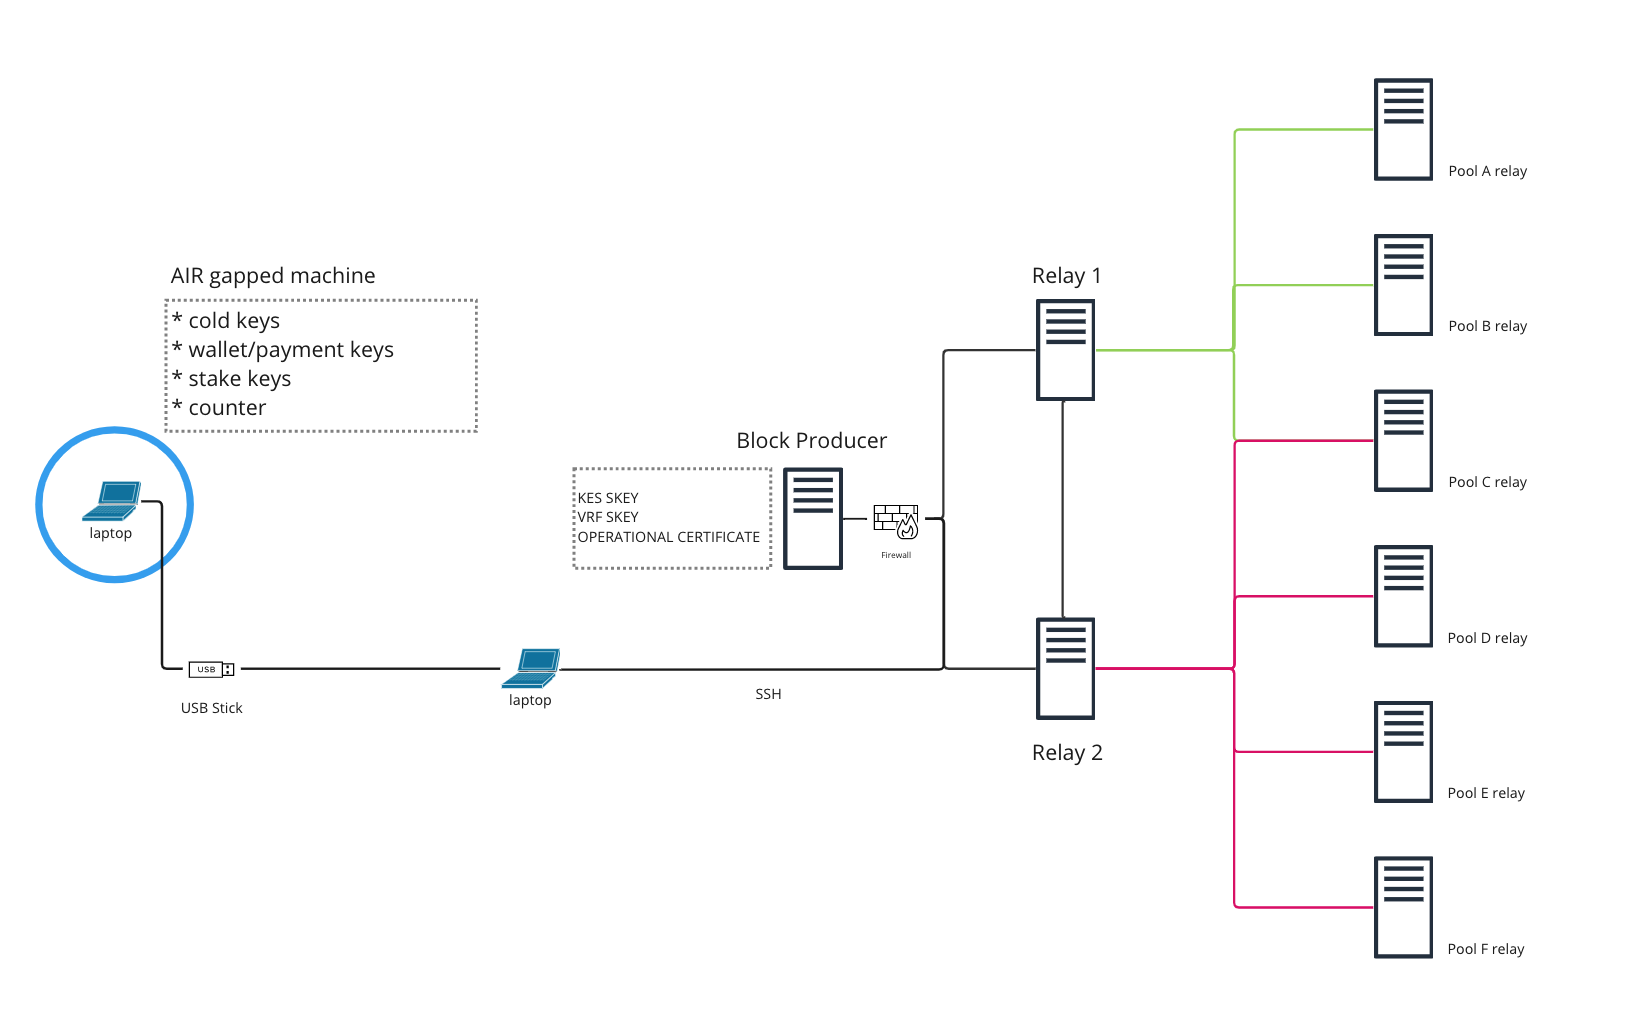 Pool A relay
AIR gapped machine
* cold keys
* wallet/payment keys
* stake keys
* counter
laptop
USB
USB Stick
laptop
SSH
Block Producer
KES SKEY
VRF SKEY
OPERATIONAL CERTIFICATE
Firewall
Relay 1
Relay 2
Pool B relay
Pool C relay
Pool D relay
Pool E relay
Pool F relay